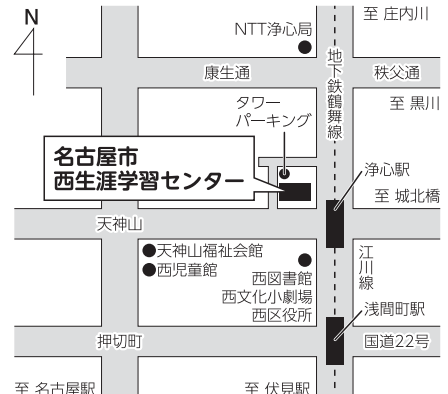 N
至 庄内川
NTT浄心局
康生通
地下鉄鶴舞線
秩父通
タワー
パーキング
至 黒川
名古屋市
西生涯学習センター
浄心駅
至 城北橋
天神山
天神山福祉会館
西児童館
西図書館
西文化小劇場
西区役所
江川線
浅間町駅
押切町
国道22号
至 名古屋駅
至 伏見駅